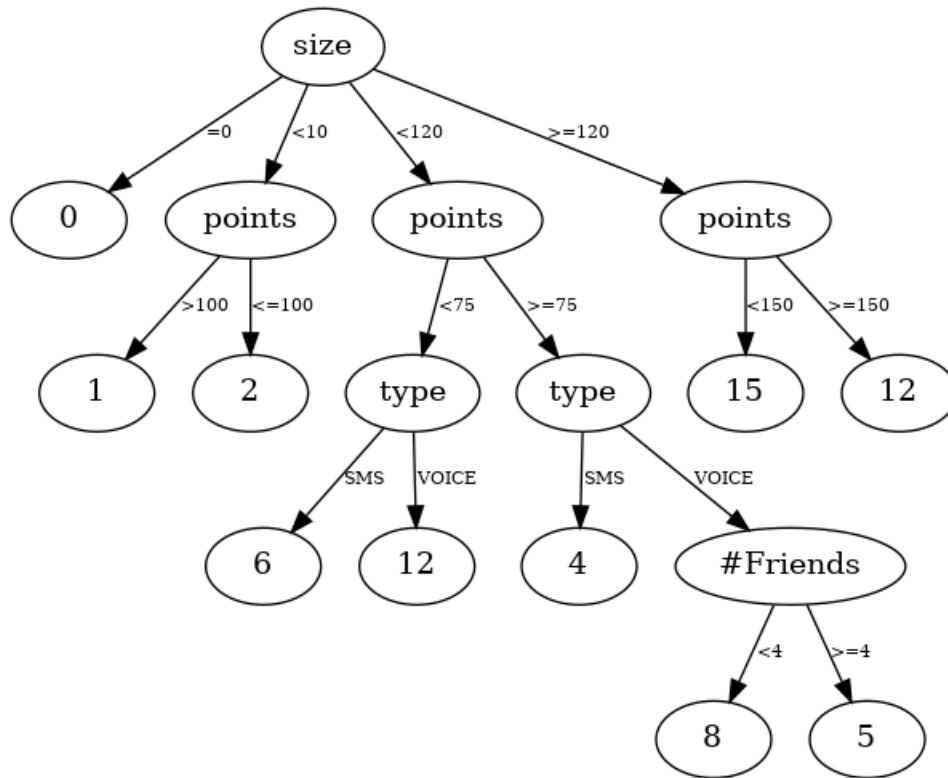 size
=0
<10
<120
>=120
0
points
points
points
>100
<=100
<75
>=75
<150
>=150
1
2
type
type
15
12
SMS
VOICE
SMS
VOICE
6
12
4
#Friends
<4
>=4
8
5